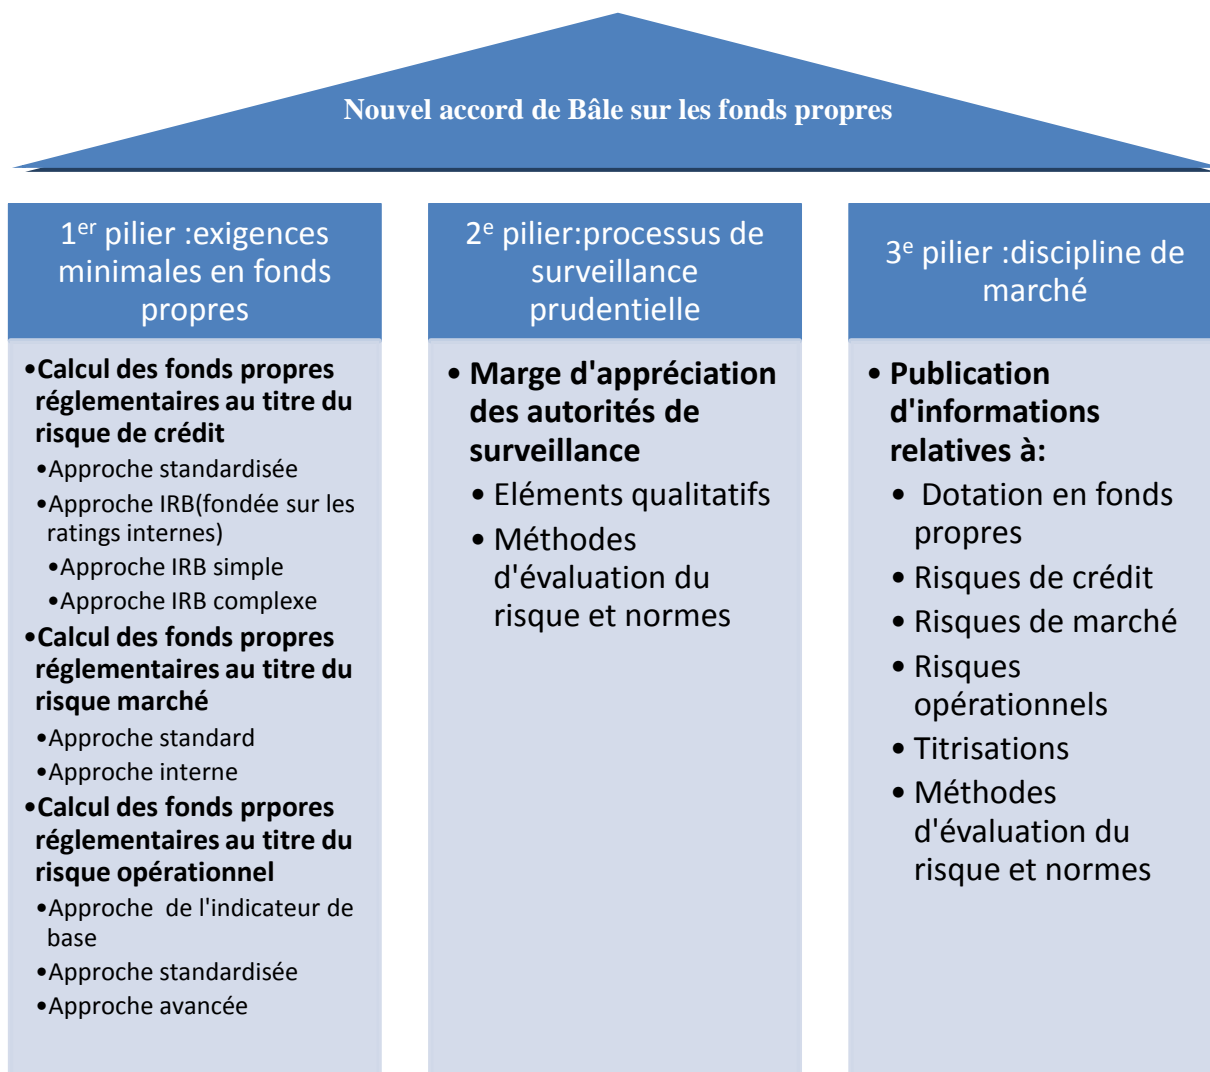 Nouvel accord de Bâle sur les fonds propres
1er pilier :exigences
minimales en fonds
propres
•Calcul des fonds propres
réglementaires au titre du
risque de crédit
•Approche standardisée
•Approche IRB(fondée sur les
ratings internes)
•Approche IRB simple
•Approche IRB complexe
•Calcul des fonds propres
réglementaires au titre du
risque marché
•Approche standard
•Approche interne
•Calcul des fonds prpores
réglementaires au titre du
risque opérationnel
•Approche de l'indicateur de
base
•Approche standardisée
•Approche avancée
2e pilier:processus de
surveillance
prudentielle
• Marge d'appréciation
des autorités de
surveillance
• Eléments qualitatifs
• Méthodes
d'évaluation du
risque et normes
3e pilier :discipline de
marché
• Publication
d'informations
relatives à:
• Dotation en fonds
propres
• Risques de crédit
• Risques de marché
• Risques
opérationnels
• Titrisations
• Méthodes
d'évaluation du
risque et normes